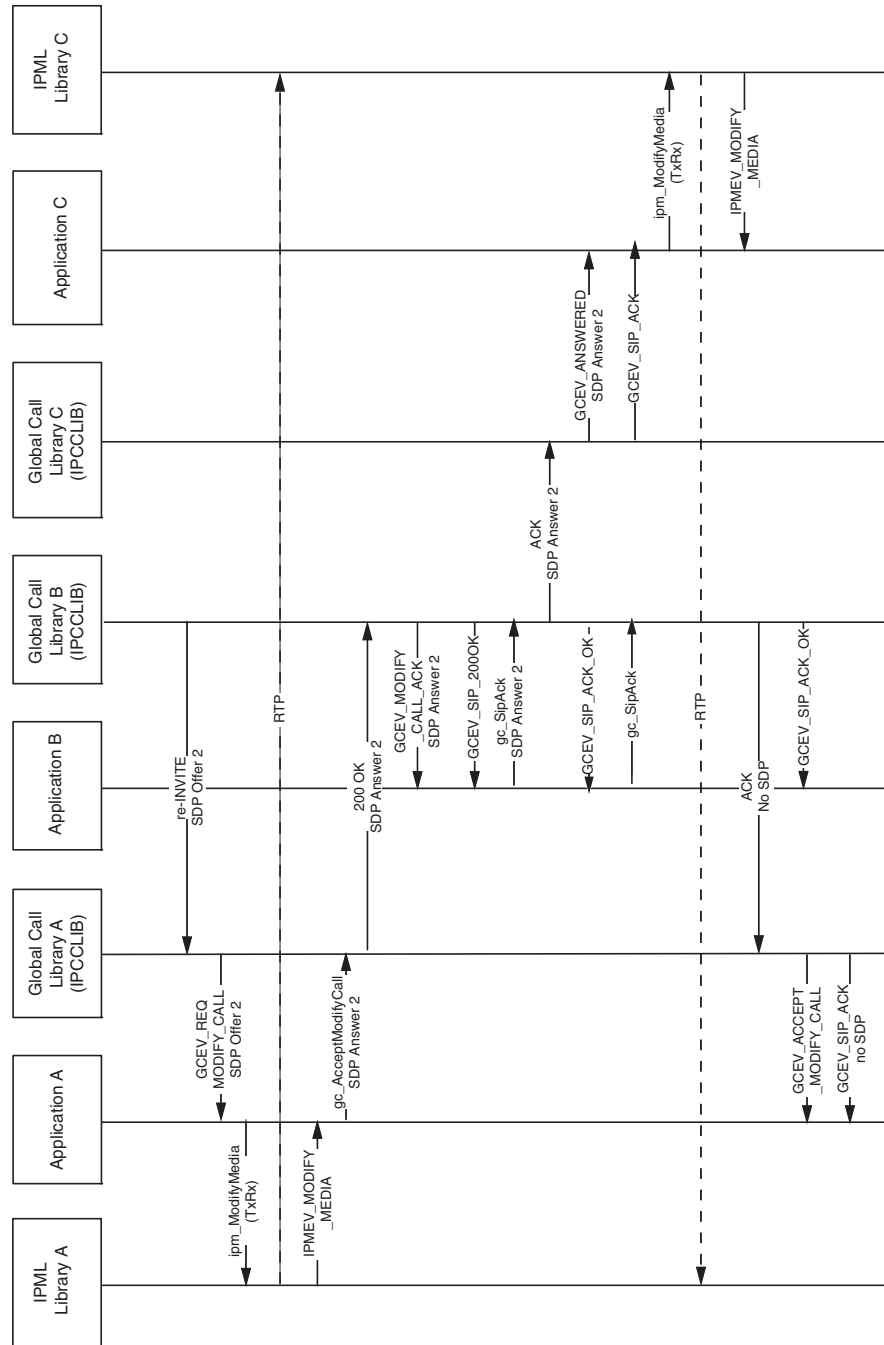 IPML
Library A
Application A
Global Call
Library A
(IPCCLIB)
Application B
Global Call
Library B
(IPCCLIB)
Global Call
Library C
(IPCCLIB)
Application C
IPML
Library C
re-INVITE
SDP Offer 2
GCEV_REQ
MODIFY_CALL
SDP Offer 2
ipm_ModifyMedia
(TxRx)
RTP
IPMEV_MODIFY
_MEDIA
gc_AcceptModifyCall
SDP Answer 2
200 OK
SDP Answer 2
GCEV_MODIFY
_CALL_ACK
SDP Answer 2
GCEV_SIP_200OK
gc_SipAck
SDP Answer 2
ACK
SDP Answer 2
GCEV_SIP_ACK_OK
GCEV_ANSWERED
SDP Answer 2
gc_SipAck
GCEV_SIP_ACK
ipm_ModifyMedia
(TxRx)
RTP
IPMEV_MODIFY
_MEDIA
ACK
No SDP
GCEV_SIP_ACK_OK
GCEV_ACCEPT
_MODIFY_CALL
GCEV_SIP_ACK
no SDP